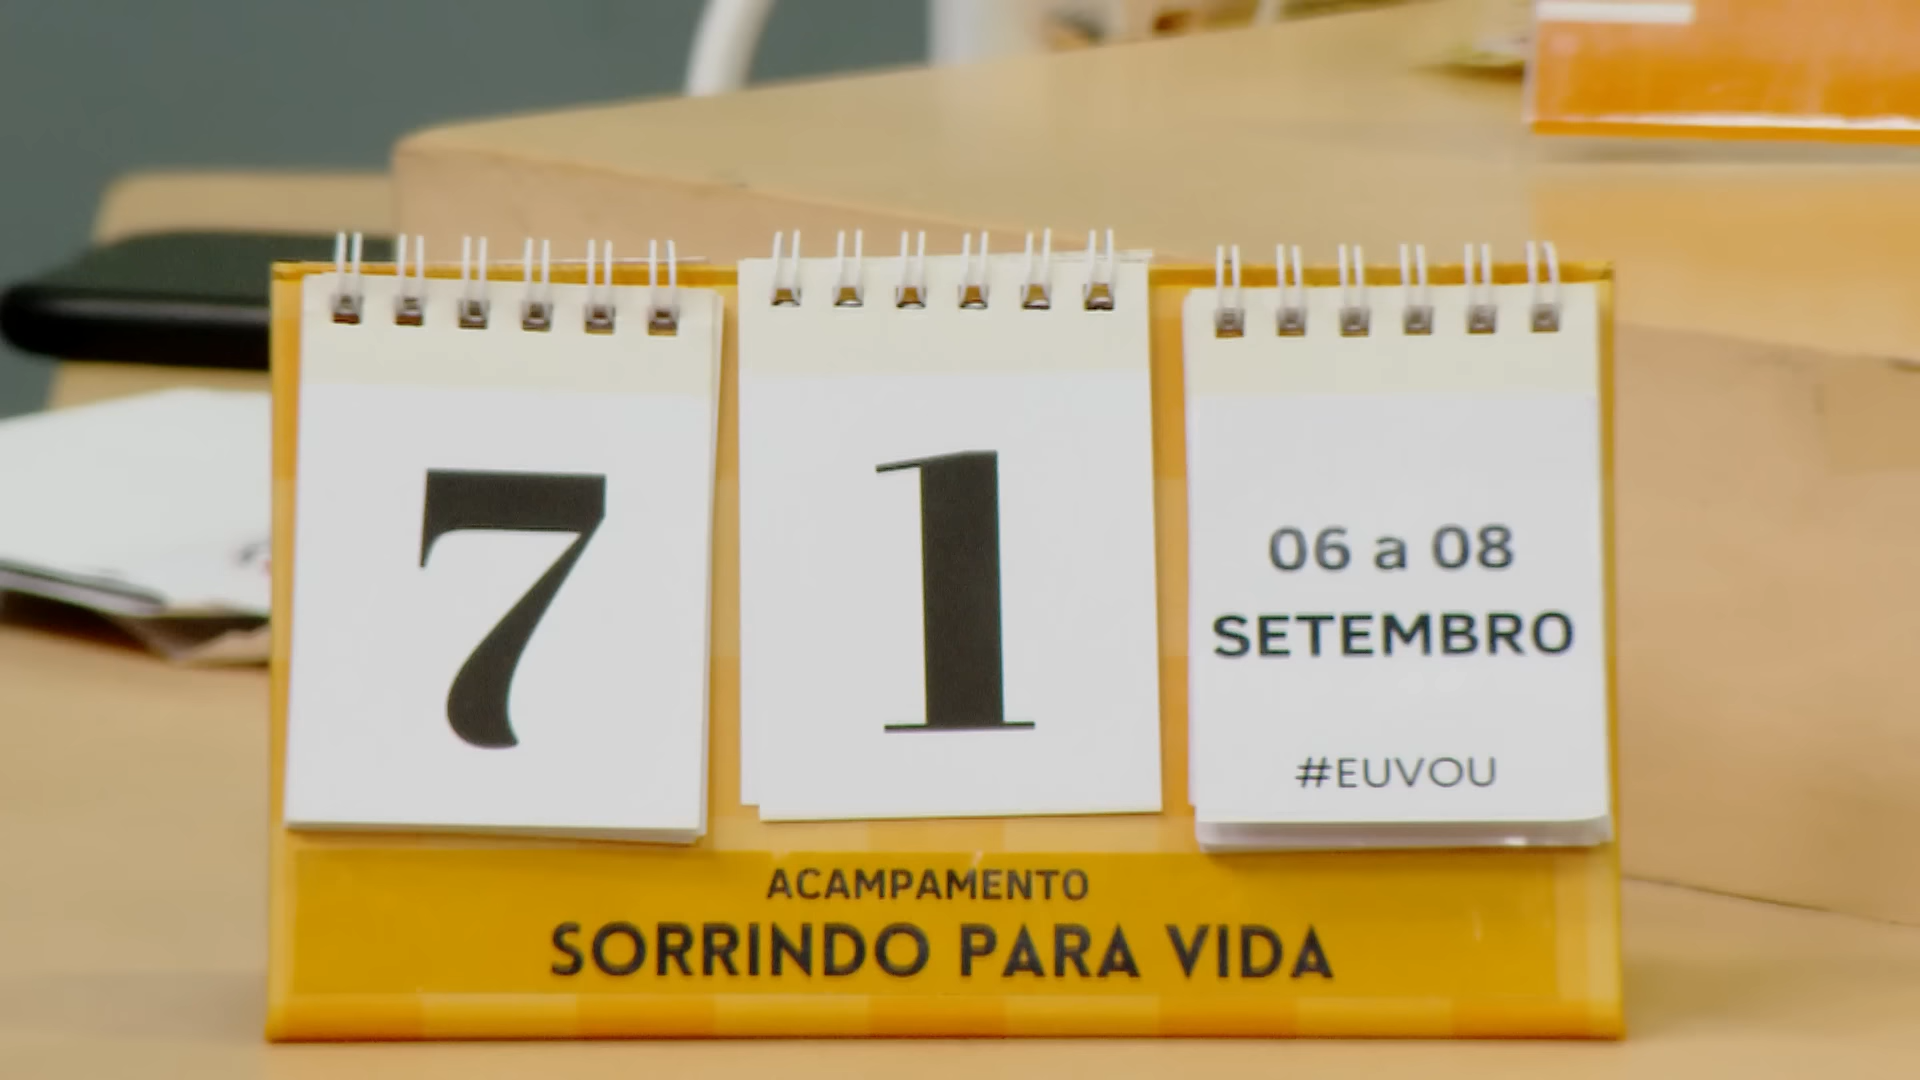 7
1
06 a 08
SETEMBRO
#EUVOU
ACAMPAMENTO
SORRINDO PARA VIDA